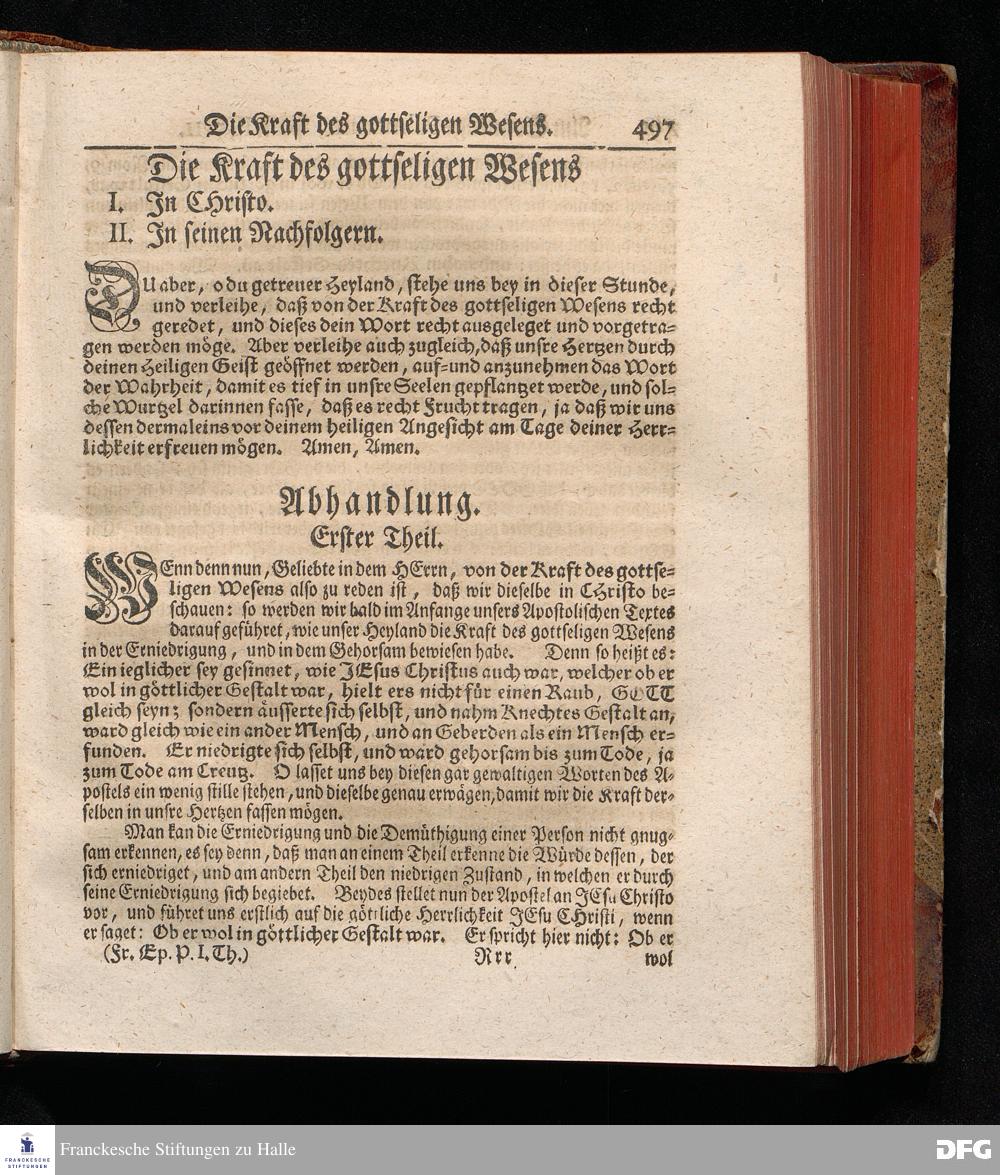 Die Kraft des gottseligen Wesens. 497
Die Kraft des gottseligen Wesens
I. In CHristo.
II. In seinen Nachfolgern.
DU aber, o du getreuer Heyland, stehe uns bey in dieser Stunde,
und verleihe, daß von der Kraft des gottseligen Wesens recht
geredet, und dieses dein Wort recht ausgeleget und vorgetra=
gen werden möge. Aber verleihe auch zugleich, daß unsre Hertzen durch
deinen Heiligen Geist geöffnet werden, auf=und anzunehmen das Wort
der Wahrheit, damit es tief in unsre Seelen gepflantzet werde, und sol=
che Wurtzel darinnen fasse, daß es recht Frucht tragen, ja daß wir uns
dessen dermaleins vor deinem heiligen Angesicht am Tage deiner Herr=
lichkeit erfreuen mögen. Amen, Amen.
Abhandlung.
Erster Theil.
WEnn denn nun, Geliebte in dem HErrn, von der Kraft des gottse=
ligen Wesens also zu reden ist, daß wir dieselbe in CHristo be=
schauen: so werden wir bald im Anfange unsers Apostolischen Textes
darauf geführet, wie unser Heyland die Kraft des gottseligen Wesens
in der Erniedrigung, und in dem Gehorsam bewiesen habe. Denn so heißt es:
Ein ieglicher sey gesinnet, wie JEsus Christus auch war, welcher ob er
wol in göttlicher Gestalt war, hielt ers nicht für einen Raub, GOTT
gleich seyn; sondern äusserte sich selbst, und nahm Knechtes Gestalt an,
ward gleich wie ein ander Mensch, und an Geberden als ein Mensch er=
funden. Er niedrigte sich selbst, und ward gehorsam bis zum Tode, ja
zum Tode am Creutz. O lasset uns bey diesen gar gewaltigen Worten des A=
postels ein wenig stille stehen, und dieselbe genau erwägen, damit wir die Kraft der=
selben in unsre Hertzen fassen mögen.
Man kan die Erniedrigung und die Demüthigung einer Person nicht gnug=
sam erkennen, es sey denn, daß man an einem Theil erkenne die Würde dessen, der
sich erniedriget, und am andern Theil den niedrigen Zustand, in welchen er durch
seine Erniedrigung sich begiebet. Beydes stellet nun der Apostel an JEsu Christo
vor, und führet uns erstlich auf die göttliche Herrlichkeit JEsu CHristi, wenn
er saget: Ob er wol in göttlicher Gestalt war. Er spricht hier nicht: Ob er
(Fr. Ep. P. I. Th.) Rrr wol
FRANCKESCHE
STIFTUNGEN
Franckesche Stiftungen zu Halle
DFG